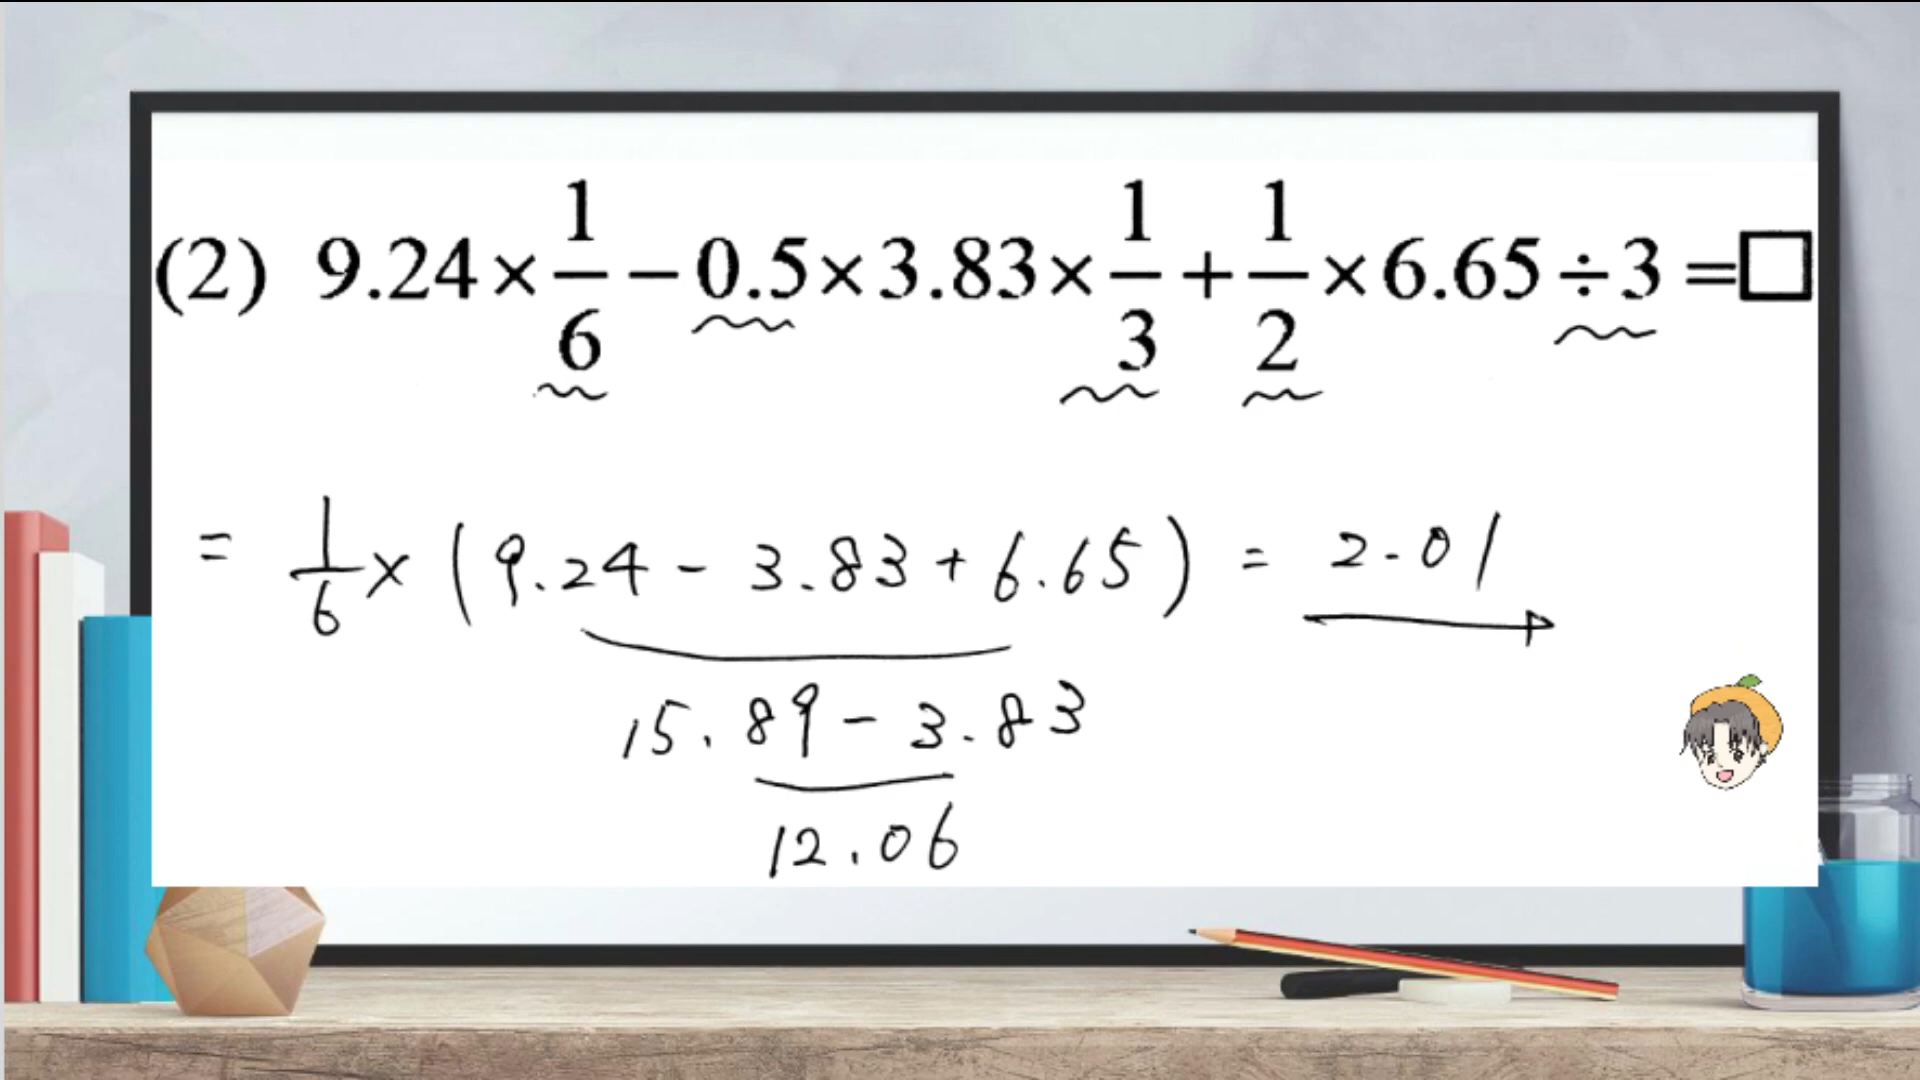 (2) 9.24×1/6−0.5×3.83×1/3+1/2×6.65÷3=□
= 1/6×(9.24−3.83+6.65) = 2.01
15.89−3.83
12.06